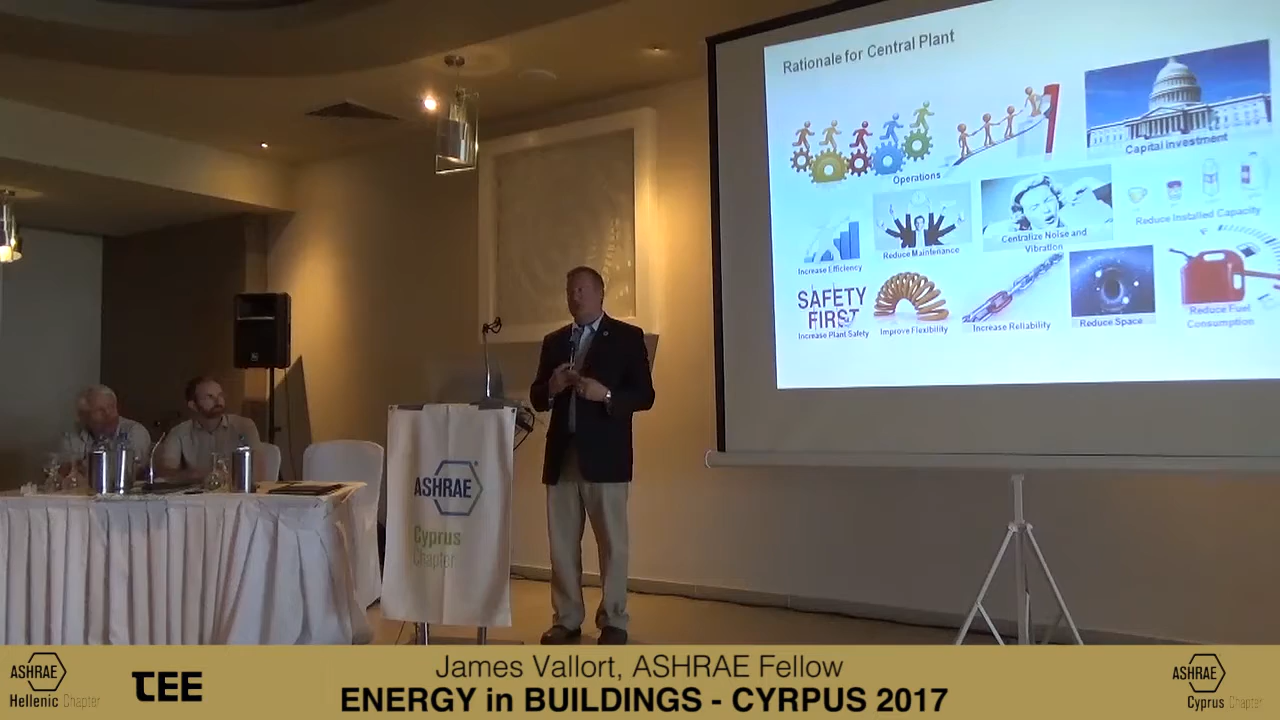 Rationale for Central Plant
Operations
Capital Investment
Increase Efficiency
Reduce Maintenance
Centralize Noise and
Vibration
Reduce Installed Capacity
SAFETY
FIRST
Increase Plant Safety
Improve Flexibility
Increase Reliability
Reduce Space
Reduce Fuel
Consumption
ASHRAE
Cyprus
Chapter
ASHRAE
Hellenic Chapter
TEE
James Vallort, ASHRAE Fellow
ENERGY in BUILDINGS - CYRPUS 2017
ASHRAE
Cyprus Chapter